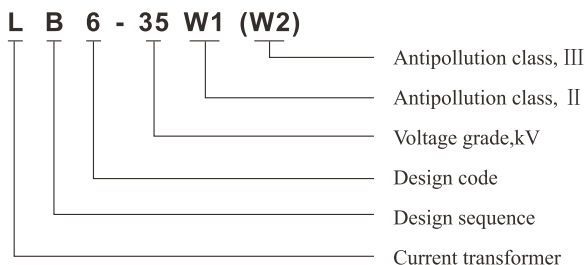 L B 6 - 35 W1 (W2)
Antipollution class, Ⅲ
Antipollution class, Ⅱ
Voltage grade,kV
Design code
Design sequence
Current transformer